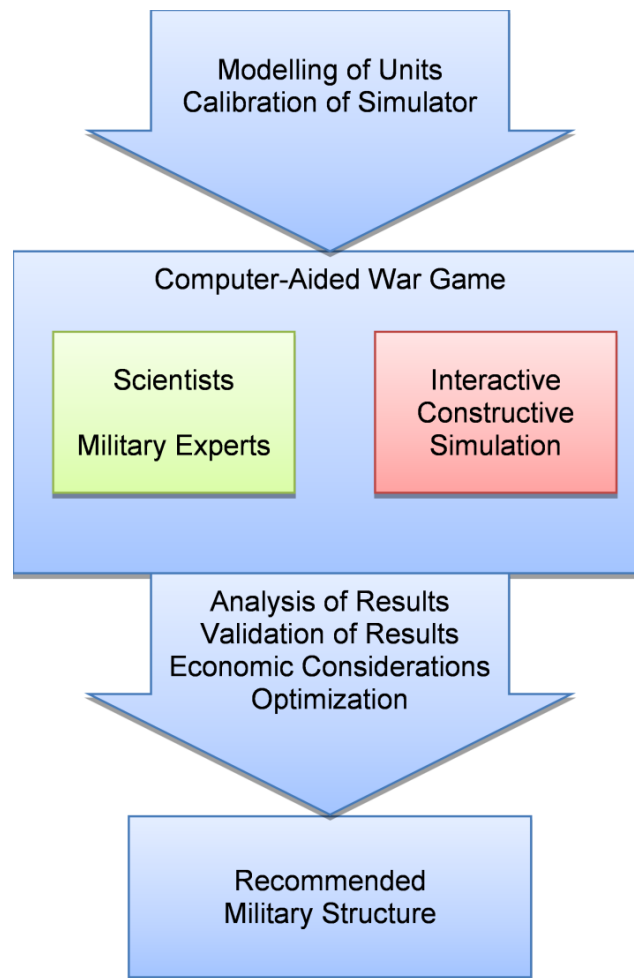 Modelling of Units
Calibration of Simulator
Computer-Aided War Game
Scientists
Military Experts
Interactive
Constructive
Simulation
Analysis of Results
Validation of Results
Economic Considerations
Optimization
Recommended
Military Structure